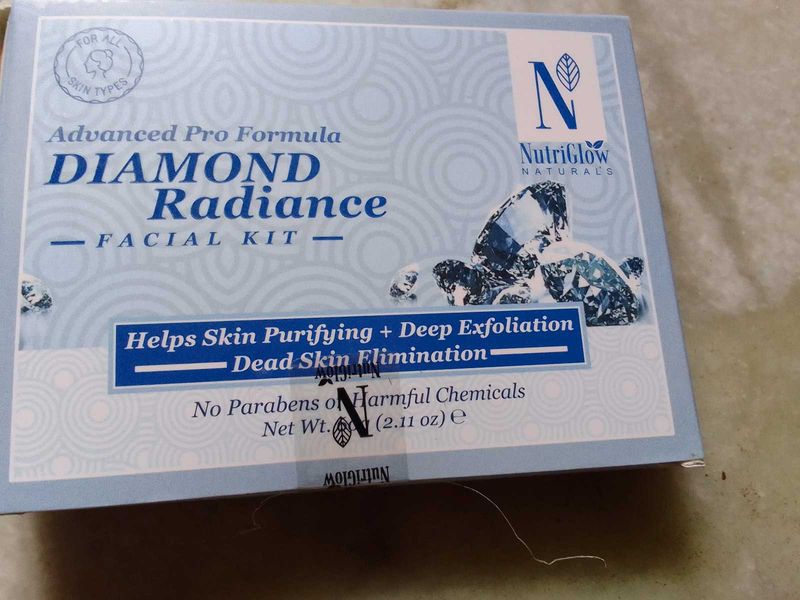 FOR ALL
SKIN TYPES
N
NutriGlow
NATURALS
Advanced Pro Formula
DIAMOND
Radiance
FACIAL KIT
Helps Skin Purifying + Deep Exfoliation
Dead Skin Elimination
No Parabens or Harmful Chemicals
Net Wt. (2.11 oz) e
NutriGlow
N
NutriGlow